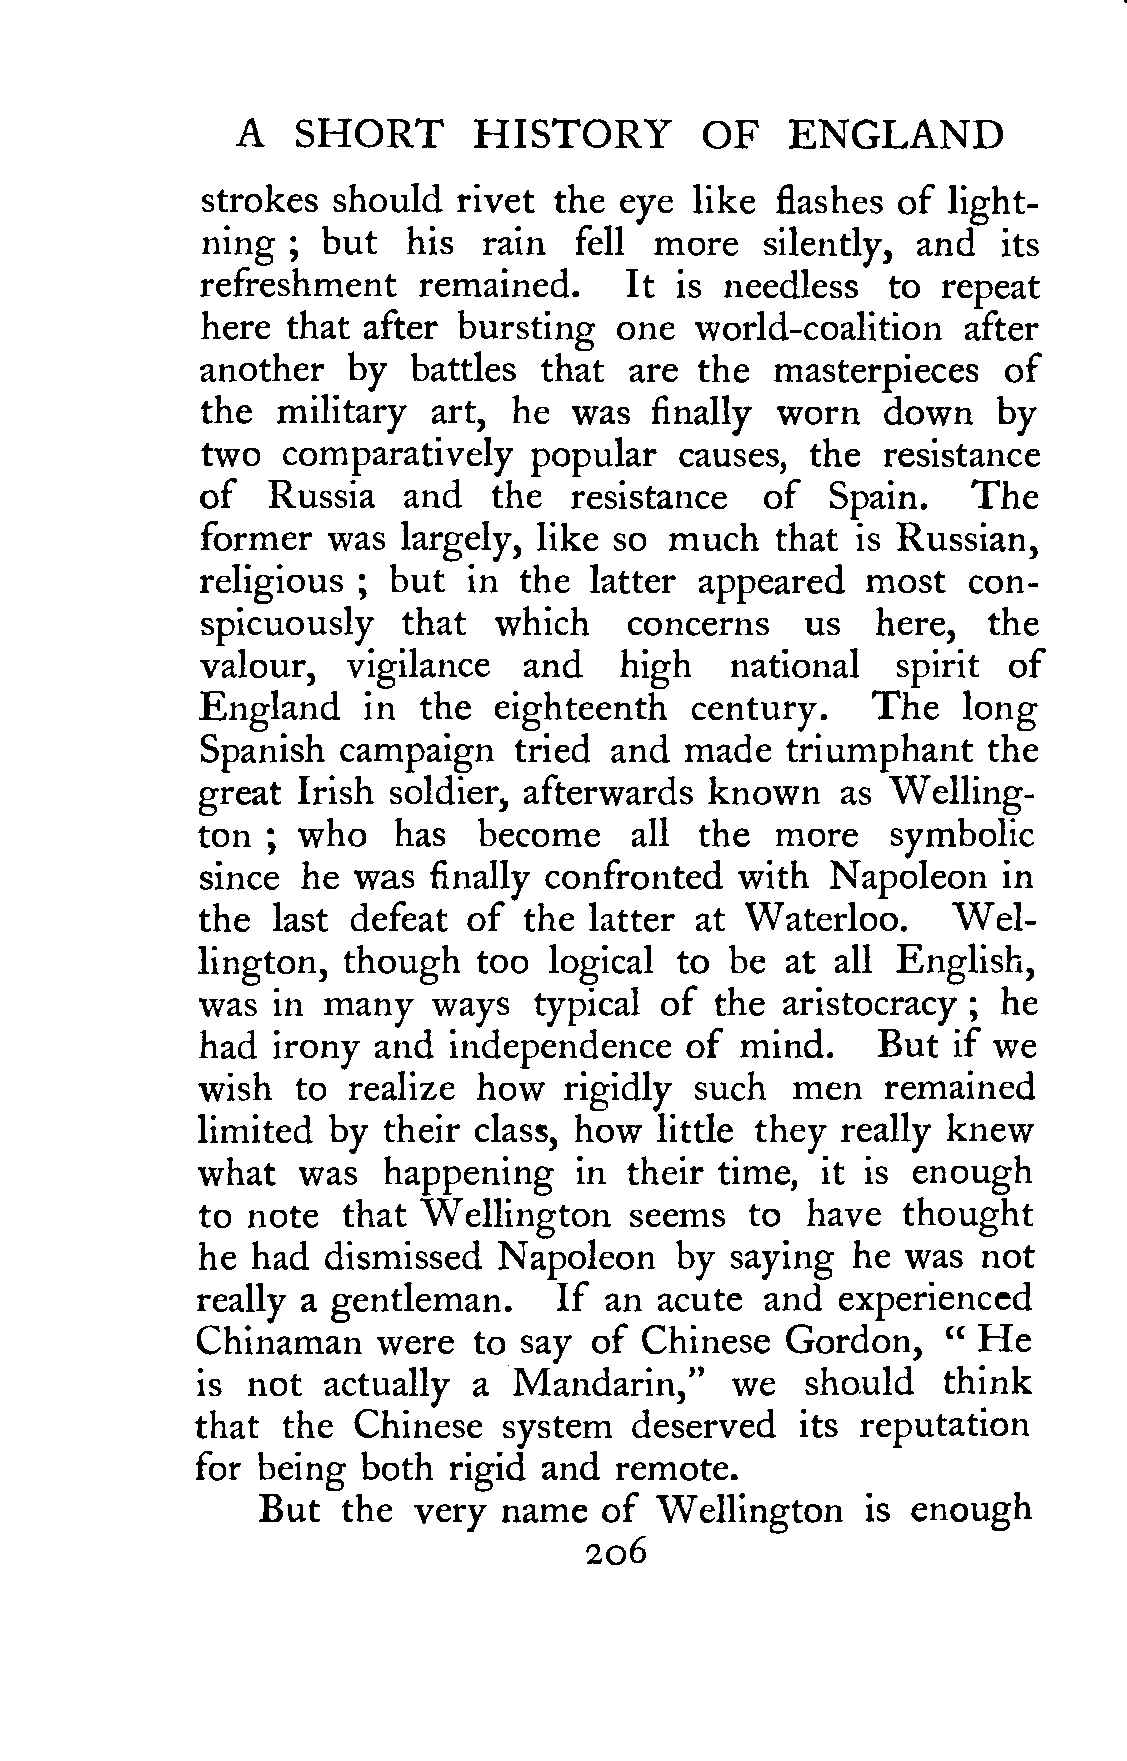 A SHORT HISTORY OF ENGLAND
strokes should rivet the eye like flashes of light-
ning ; but his rain fell more silently, and its
refreshment remained. It is needless to repeat
here that after bursting one world-coalition after
another by battles that are the masterpieces of
the military art, he was finally worn down by
two comparatively popular causes, the resistance
of Russia and the resistance of Spain. The
former was largely, like so much that is Russian,
religious ; but in the latter appeared most con-
spicuously that which concerns us here, the
valour, vigilance and high national spirit of
England in the eighteenth century. The long
Spanish campaign tried and made triumphant the
great Irish soldier, afterwards known as Welling-
ton ; who has become all the more symbolic
since he was finally confronted with Napoleon in
the last defeat of the latter at Waterloo. Wel-
lington, though too logical to be at all English,
was in many ways typical of the aristocracy ; he
had irony and independence of mind. But if we
wish to realize how rigidly such men remained
limited by their class, how little they really knew
what was happening in their time, it is enough
to note that Wellington seems to have thought
he had dismissed Napoleon by saying he was not
really a gentleman. If an acute and experienced
Chinaman were to say of Chinese Gordon, “ He
is not actually a Mandarin,” we should think
that the Chinese system deserved its reputation
for being both rigid and remote.
But the very name of Wellington is enough
206